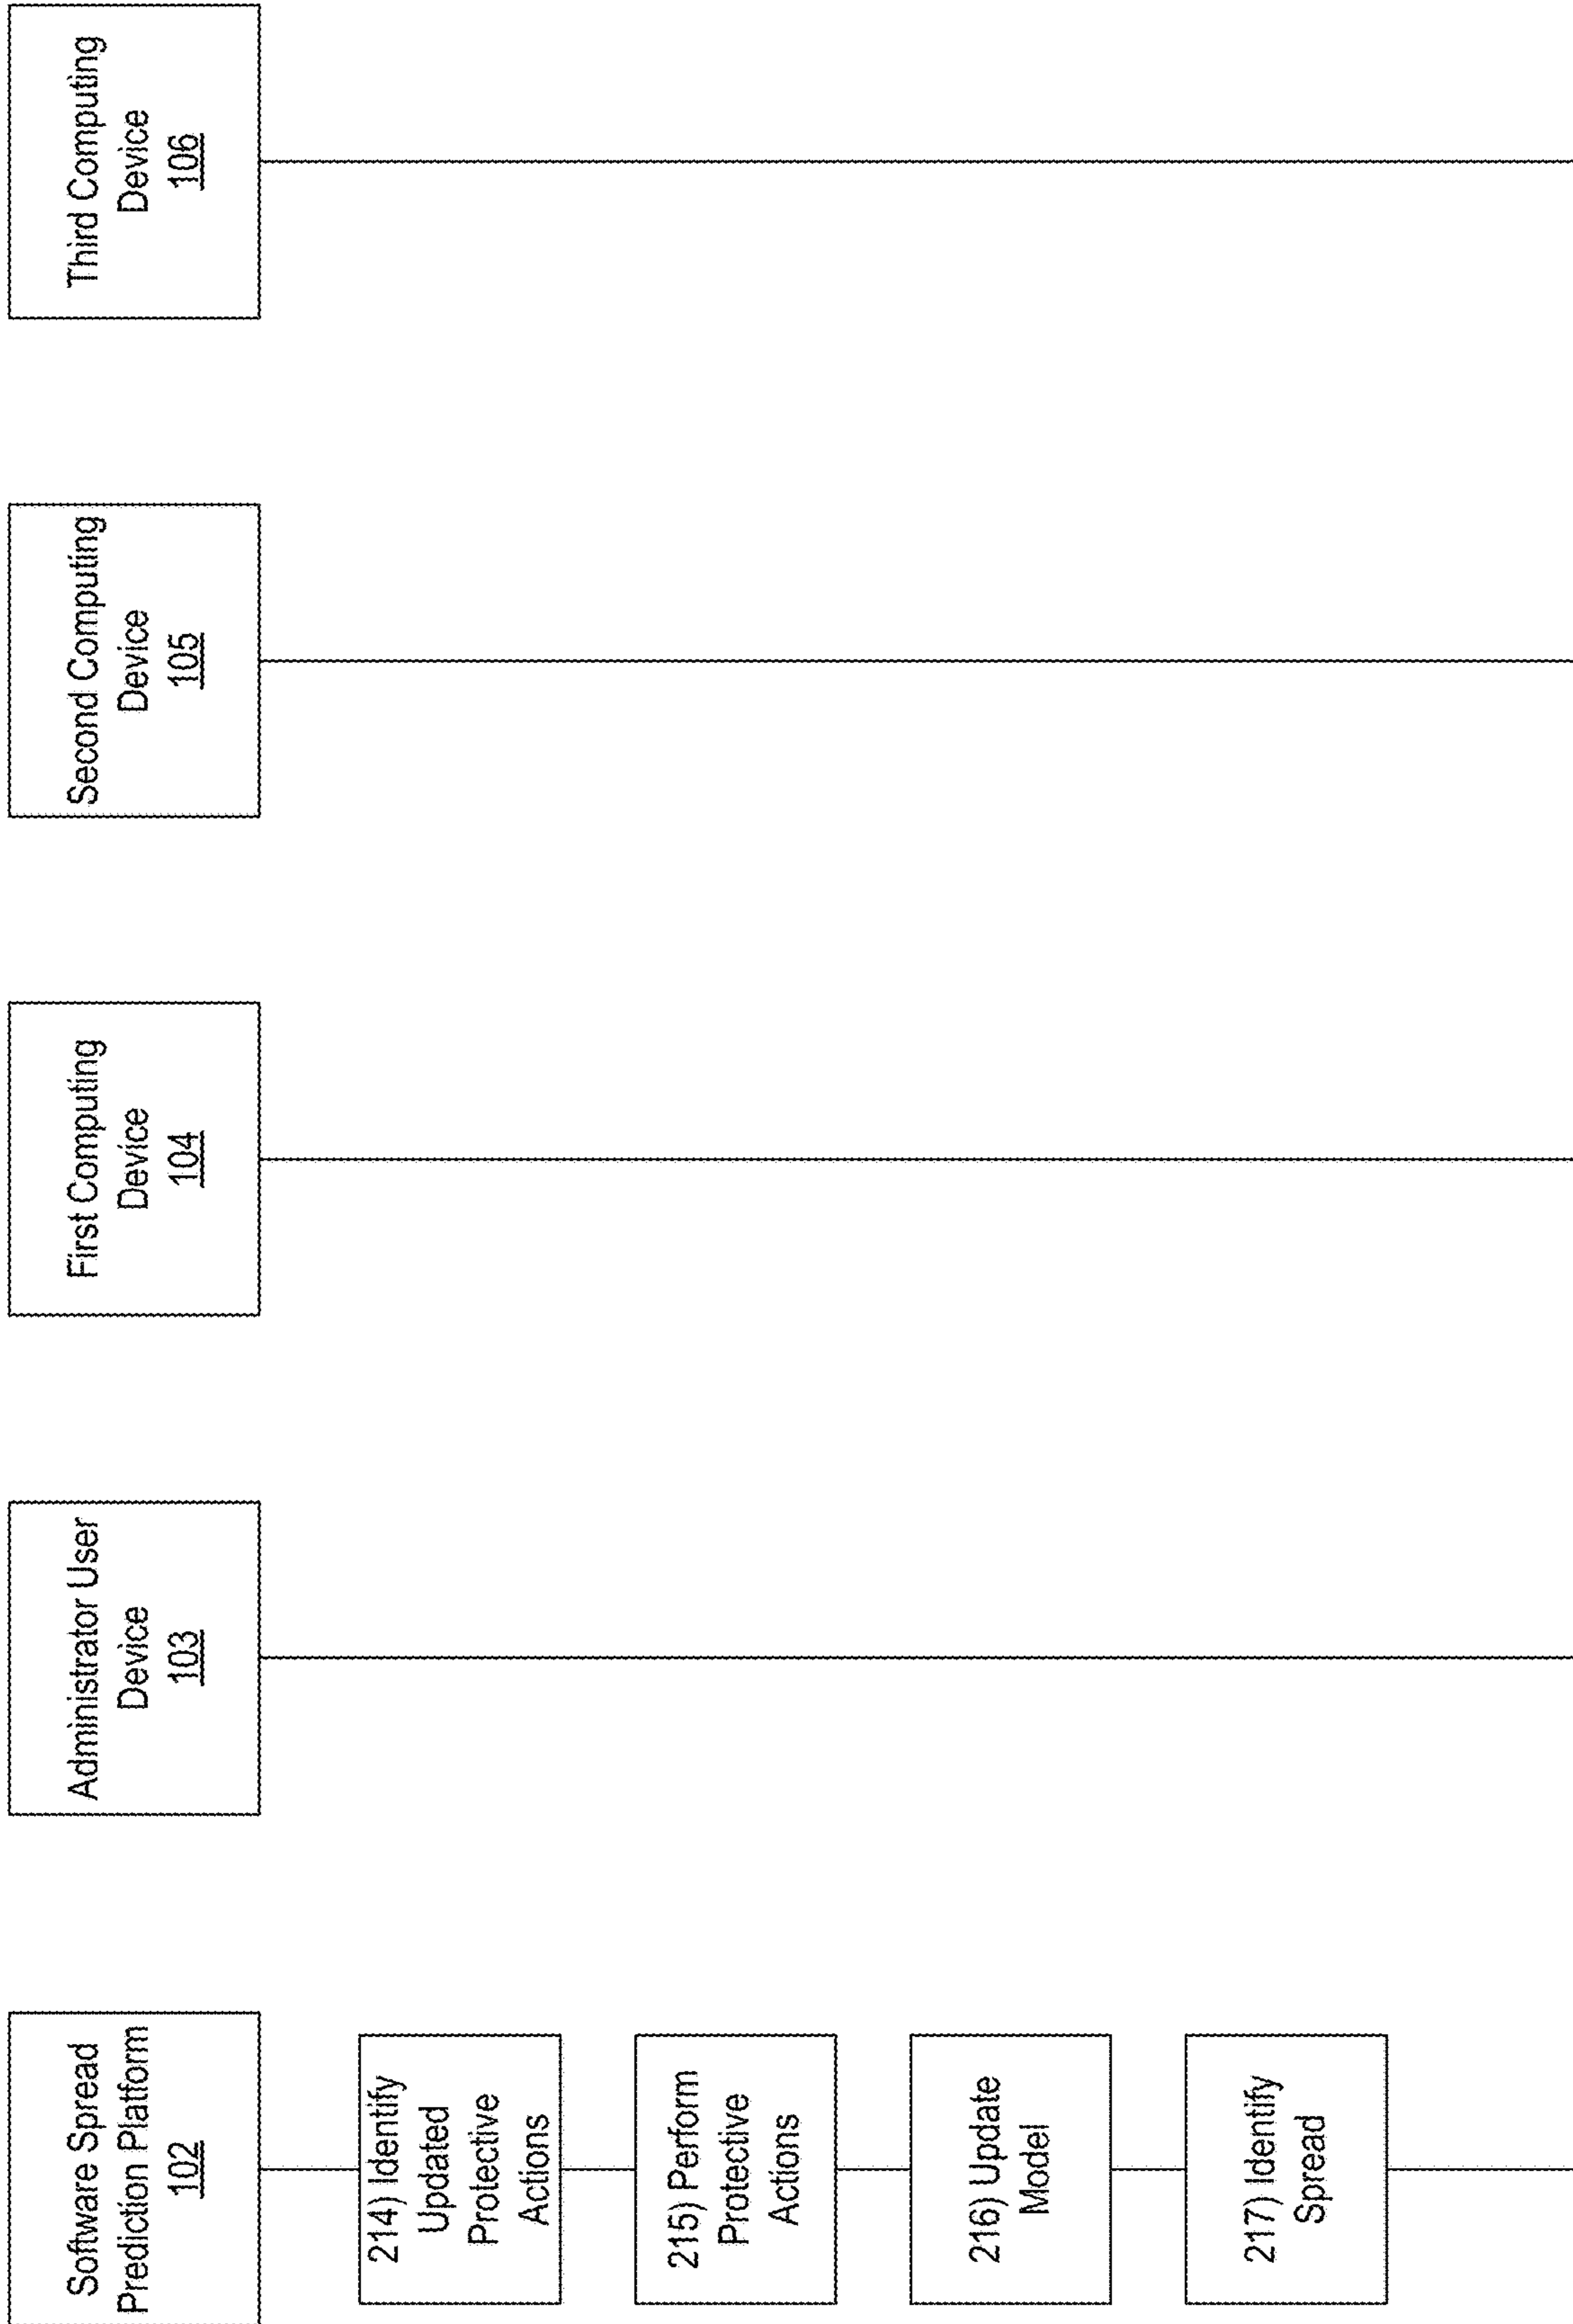 Software Spread
Prediction Platform
102
Administrator User
Device
103
First Computing
Device
104
Second Computing
Device
105
Third Computing
Device
106
214) Identify
Updated
Protective
Actions
215) Perform
Protective
Actions
216) Update
Model
217) Identify
Spread